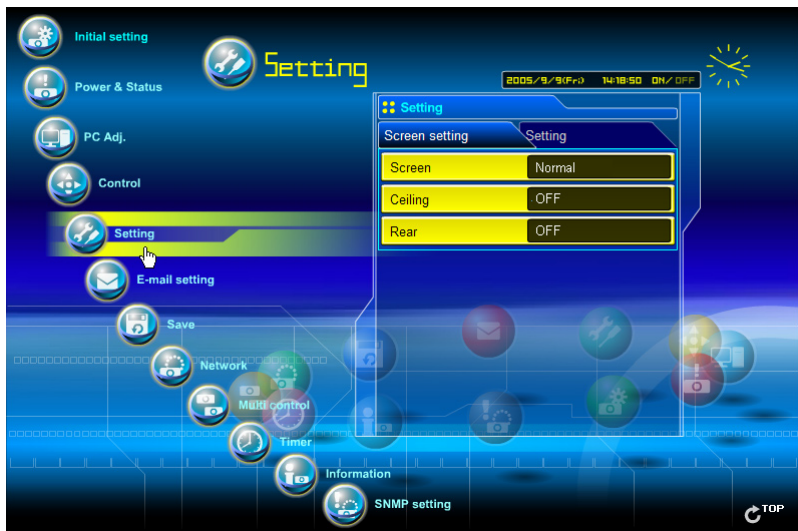 Initial setting
Power & Status
PC Adj.
Control
Setting
E-mail setting
Save
Network
Multi control
Timer
Information
SNMP setting
Setting
2005/9/9(Fri) 14:18:50 ON/OFF
Setting
Screen setting
Setting
Screen Normal
Ceiling OFF
Rear OFF
TOP